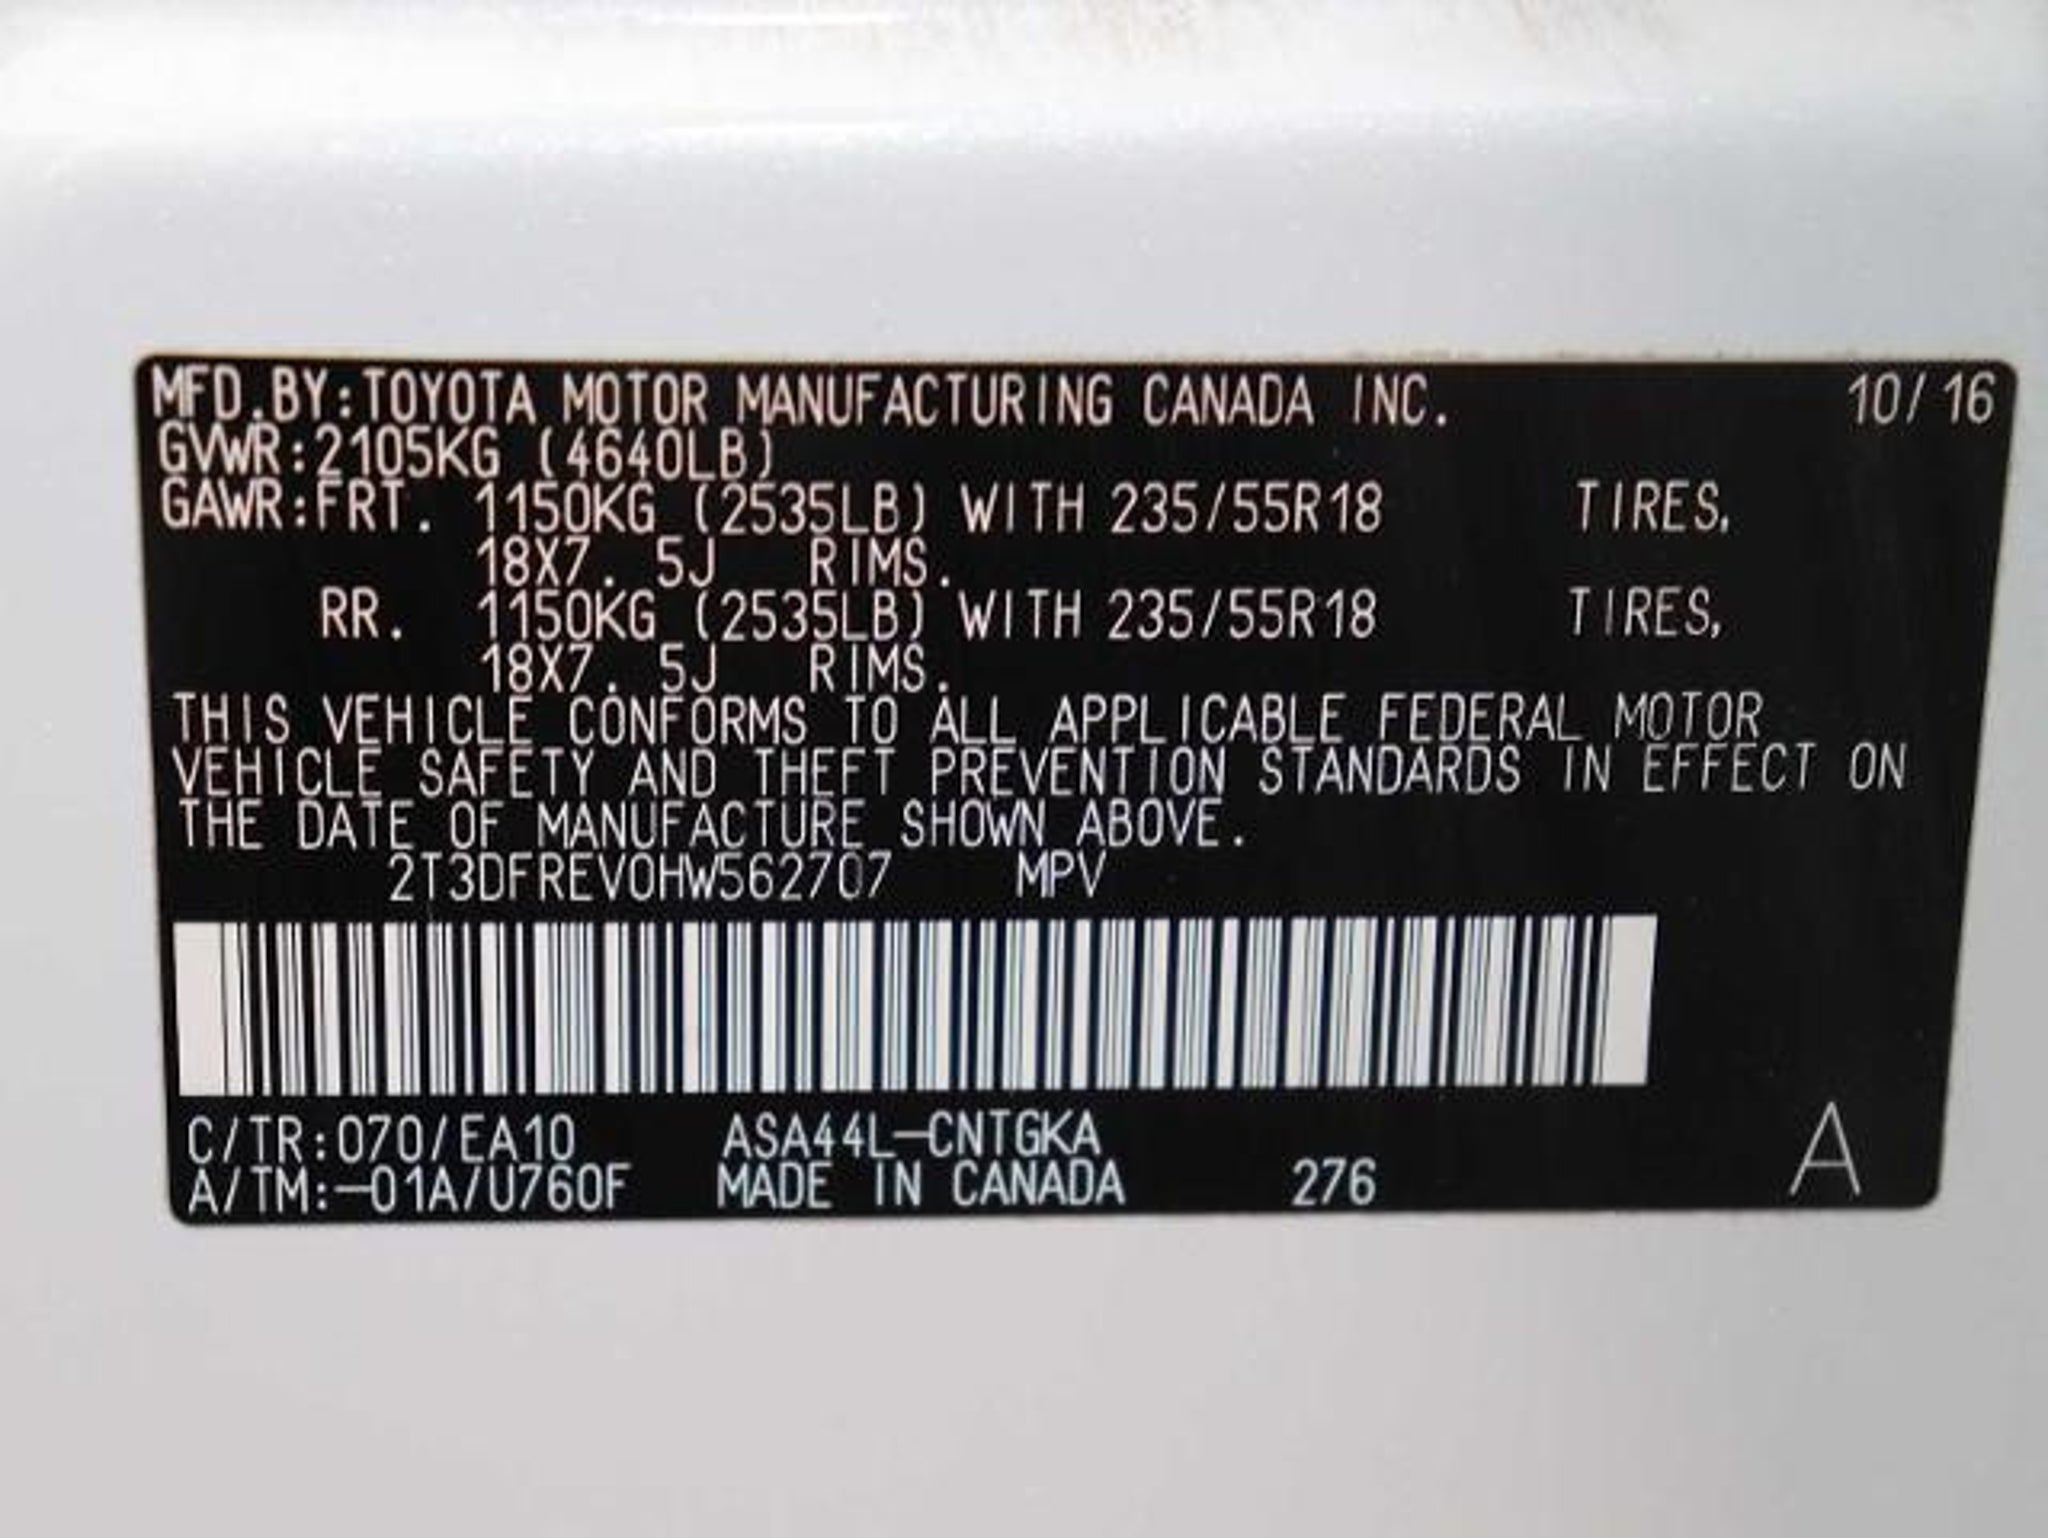 MFD.BY:TOYOTA MOTOR MANUFACTURING CANADA INC. 10/16
GVWR:2105KG (4640LB)
GAWR:FRT. 1150KG (2535LB) WITH 235/55R18 TIRES,
18X7. 5J RIMS.
RR. 1150KG (2535LB) WITH 235/55R18 TIRES,
18X7. 5J RIMS.
THIS VEHICLE CONFORMS TO ALL APPLICABLE FEDERAL MOTOR
VEHICLE SAFETY AND THEFT PREVENTION STANDARDS IN EFFECT ON
THE DATE OF MANUFACTURE SHOWN ABOVE.
2T3DFREV0HW562707 MPV
C/TR:070/EA10 ASA44L-CNTGKA
A/TM:-01A/U760F MADE IN CANADA 276 A